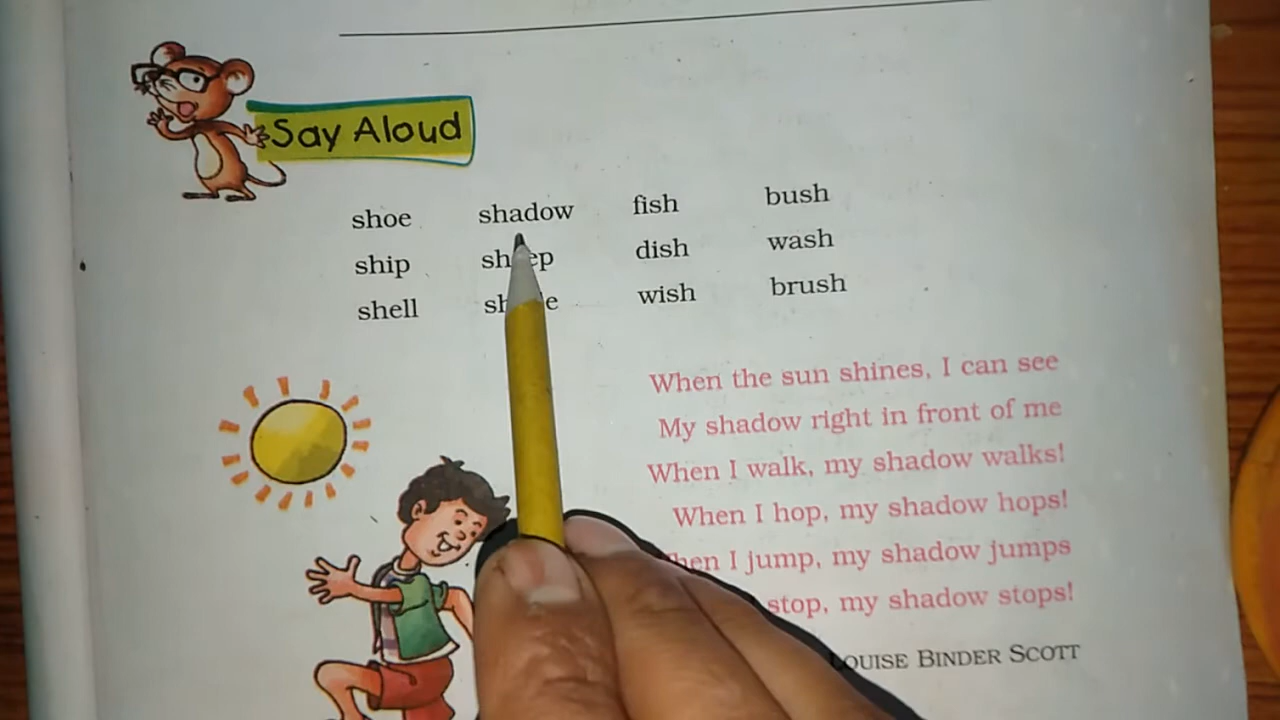 Say Aloud
shoe shadow fish bush
ship dish wash
shell wish brush
When the sun shines, I can see
My shadow right in front of me
When I walk, my shadow walks!
When I hop, my shadow hops!
I jump, my shadow jumps
stop, my shadow stops!
LOUISE BINDER SCOTT